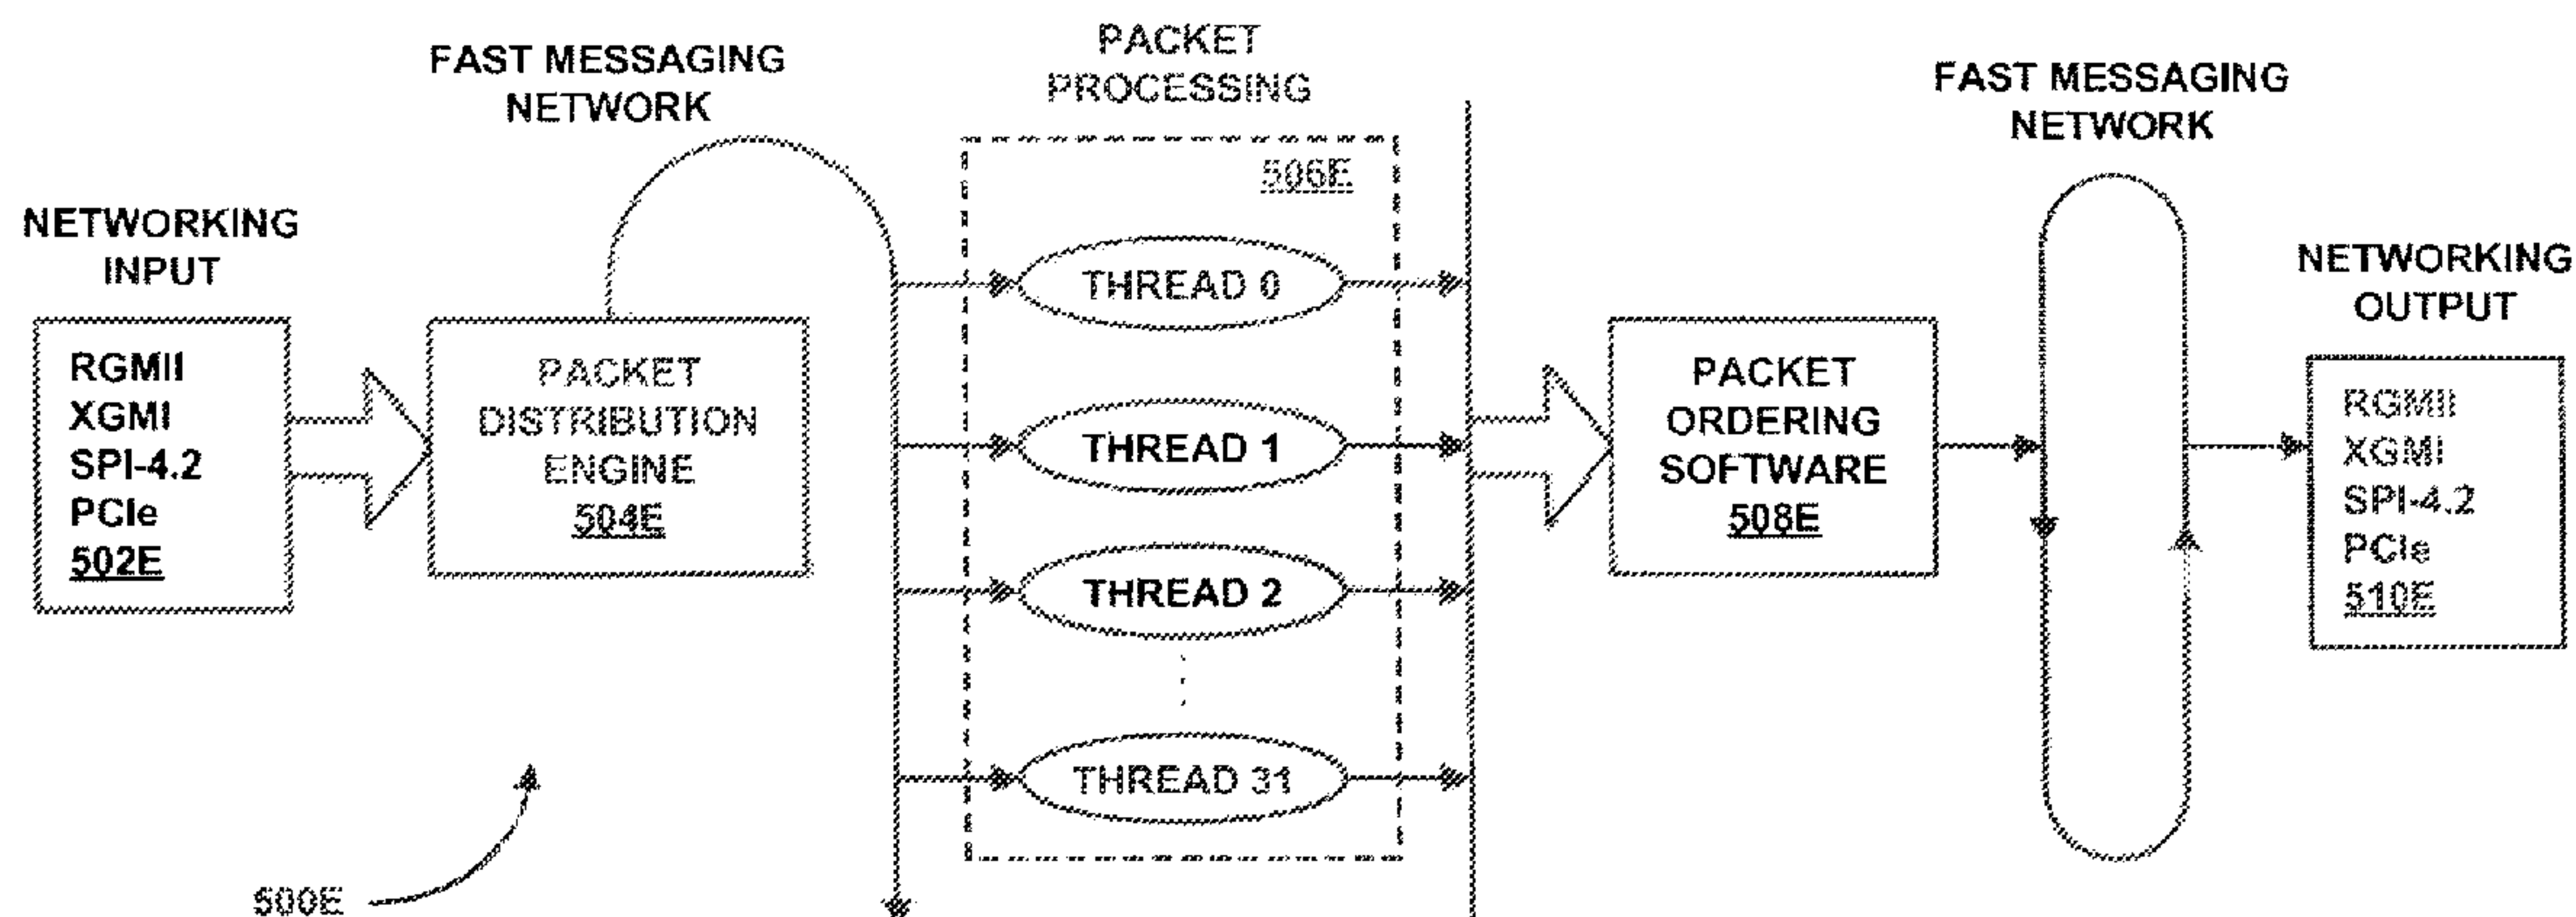 NETWORKING
INPUT
RGMII
XGMI
SPI-4.2
PCIe
502E
FAST MESSAGING
NETWORK
PACKET
DISTRIBUTION
ENGINE
504E
PACKET
PROCESSING
506E
THREAD 0
THREAD 1
THREAD 2
THREAD 31
PACKET
ORDERING
SOFTWARE
508E
FAST MESSAGING
NETWORK
NETWORKING
OUTPUT
RGMII
XGMI
SPI-4.2
PCIe
510E
500E